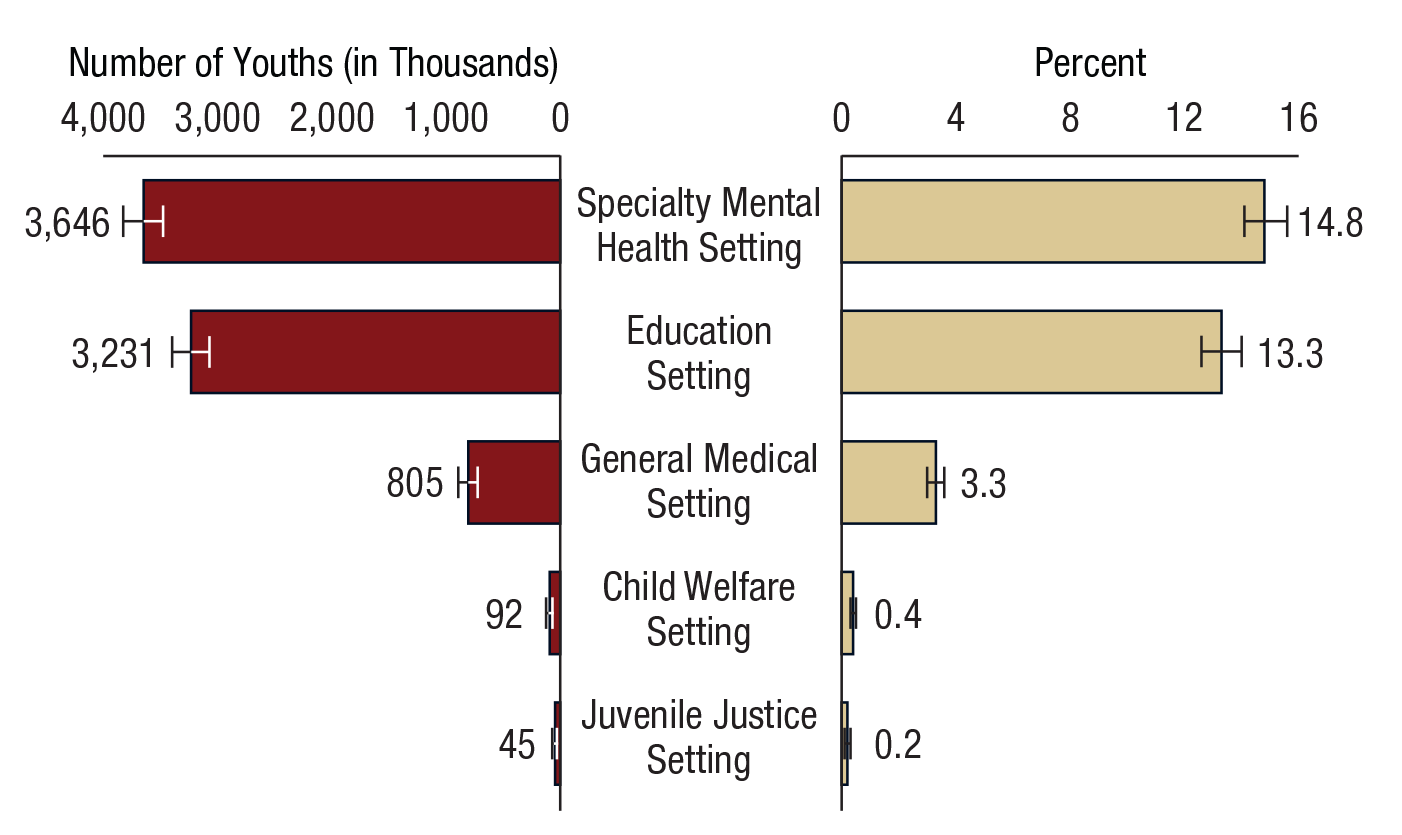 Number of Youths (in Thousands)
Percent
4,000 3,000 2,000 1,000 0
0 4 8 12 16
3,646
Specialty Mental
Health Setting
14.8
3,231
Education
Setting
13.3
805
General Medical
Setting
3.3
92
Child Welfare
Setting
0.4
45
Juvenile Justice
Setting
0.2